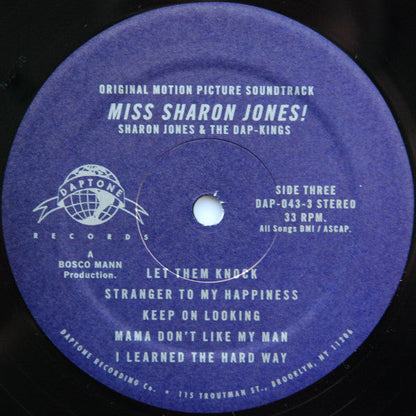 ORIGINAL MOTION PICTURE SOUNDTRACK
MISS SHARON JONES!
SHARON JONES & THE DAP-KINGS
DAPTONE
RECORDS
A
BOSCO MANN
Production.
SIDE THREE
DAP-043-3 STEREO
33 RPM.
All Songs BMI / ASCAP.
LET THEM KNOCK
STRANGER TO MY HAPPINESS
KEEP ON LOOKING
MAMA DON'T LIKE MY MAN
I LEARNED THE HARD WAY
DAPTONE RECORDING Co. • 115 TROUTMAN ST., BROOKLYN, NY 11206